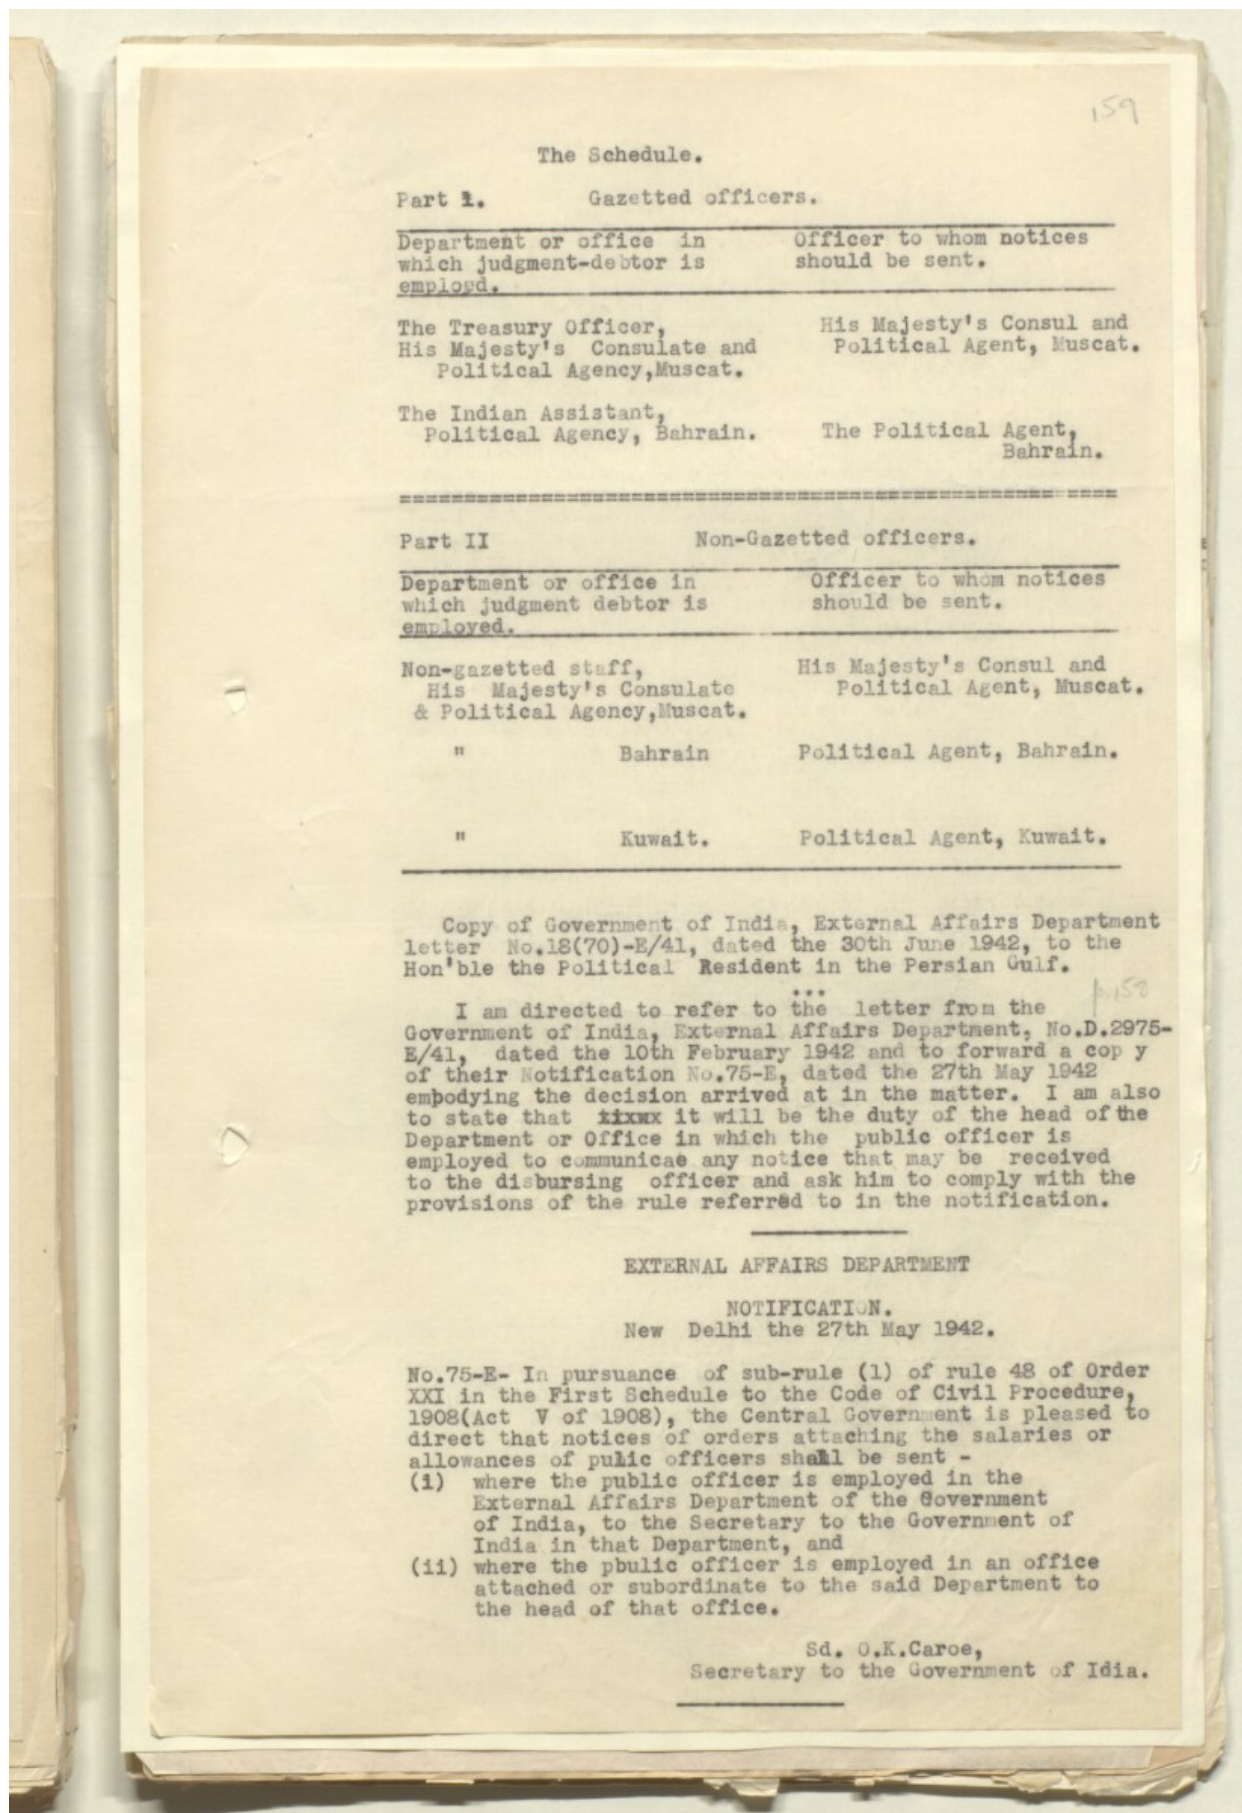 159
The Schedule.
Part 1. Gazetted officers.
Department or office in Officer to whom notices
which judgment-debtor is should be sent.
employed.
The Treasury Officer, His Majesty's Consul and
His Majesty's Consulate and Political Agent, Muscat.
Political Agency,Muscat.
The Indian Assistant,
Political Agency, Bahrain. The Political Agent,
Bahrain.
====================================================
Part II Non-Gazetted officers.
Department or office in Officer to whom notices
which judgment debtor is should be sent.
employed.
Non-gazetted staff, His Majesty's Consul and
His Majesty's Consulate Political Agent, Muscat.
& Political Agency,Muscat.
" Bahrain Political Agent, Bahrain.
" Kuwait. Political Agent, Kuwait.
Copy of Government of India, External Affairs Department
letter No.18(70)-E/41, dated the 30th June 1942, to the
Hon'ble the Political Resident in the Persian Gulf.
...
p.158
I am directed to refer to the letter from the
Government of India, External Affairs Department, No.D.2975-
E/41, dated the 10th February 1942 and to forward a cop y
of their Notification No.75-E, dated the 27th May 1942
embodying the decision arrived at in the matter. I am also
to state that it will be the duty of the head of the
Department or Office in which the public officer is
employed to communicae any notice that may be received
to the disbursing officer and ask him to comply with the
provisions of the rule referred to in the notification.
EXTERNAL AFFAIRS DEPARTMENT
NOTIFICATION.
New Delhi the 27th May 1942.
No.75-E- In pursuance of sub-rule (1) of rule 48 of Order
XXI in the First Schedule to the Code of Civil Procedure,
1908(Act V of 1908), the Central Government is pleased to
direct that notices of orders attaching the salaries or
allowances of pulic officers shall be sent -
(i) where the public officer is employed in the
External Affairs Department of the Government
of India, to the Secretary to the Government of
India in that Department, and
(ii) where the pbulic officer is employed in an office
attached or subordinate to the said Department to
the head of that office.
Sd. O.K.Caroe,
Secretary to the Government of Idia.